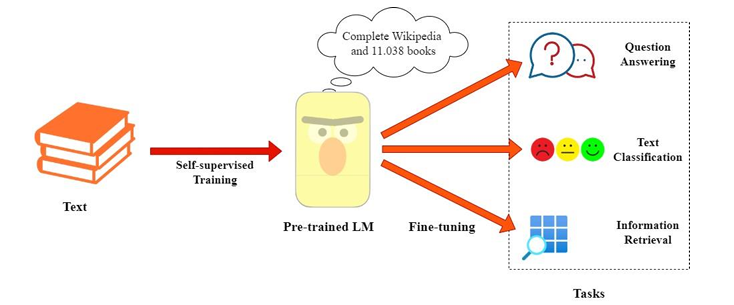 Complete Wikipedia
and 11.038 books
Question
Answering
Self-supervised
Training
Text
Classification
Text
Pre-trained LM
Fine-tuning
Information
Retrieval
Tasks